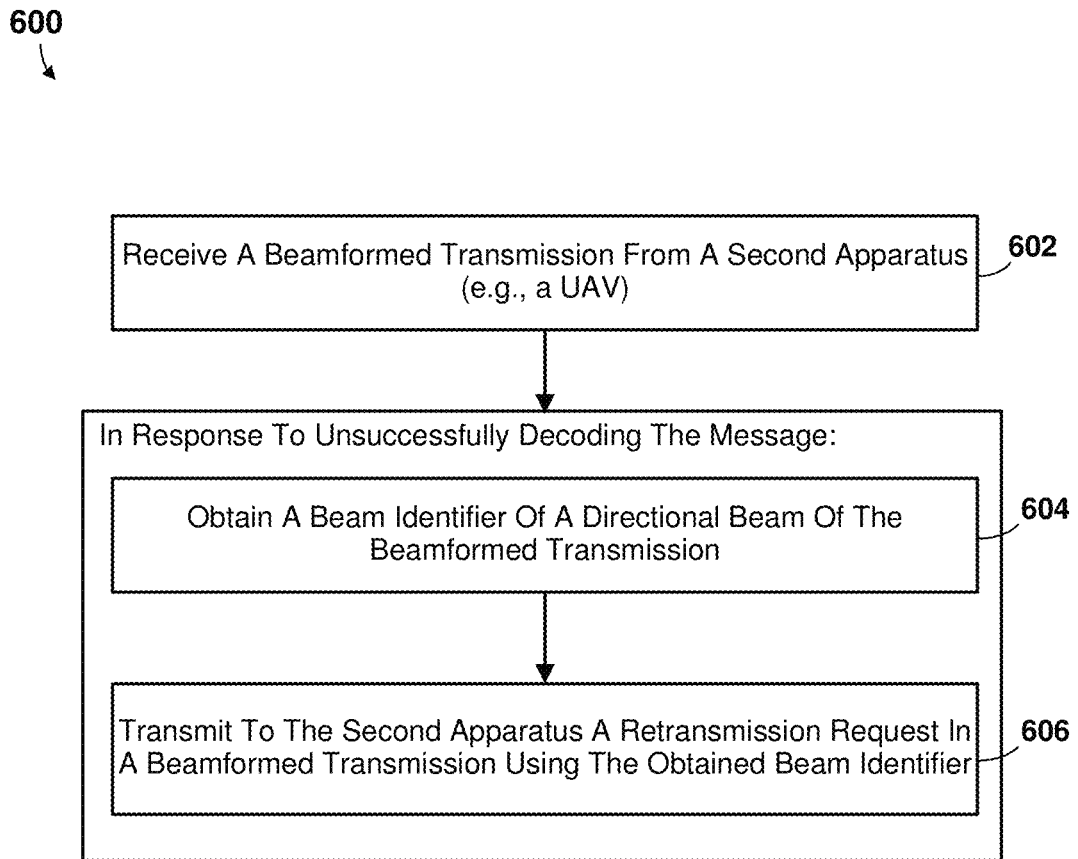 600
Receive A Beamformed Transmission From A Second Apparatus
(e.g., a UAV)
602
In Response To Unsuccessfully Decoding The Message:
Obtain A Beam Identifier Of A Directional Beam Of The
Beamformed Transmission
604
Transmit To The Second Apparatus A Retransmission Request In
A Beamformed Transmission Using The Obtained Beam Identifier
606